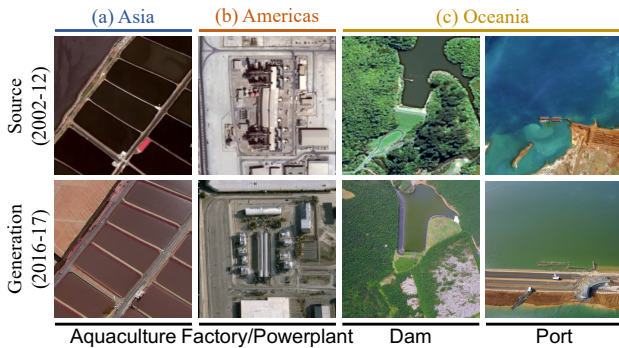 (a) Asia (b) Americas (c) Oceania
Source
(2002-12)
Generation
(2016-17)
Aquaculture Factory/Powerplant Dam Port